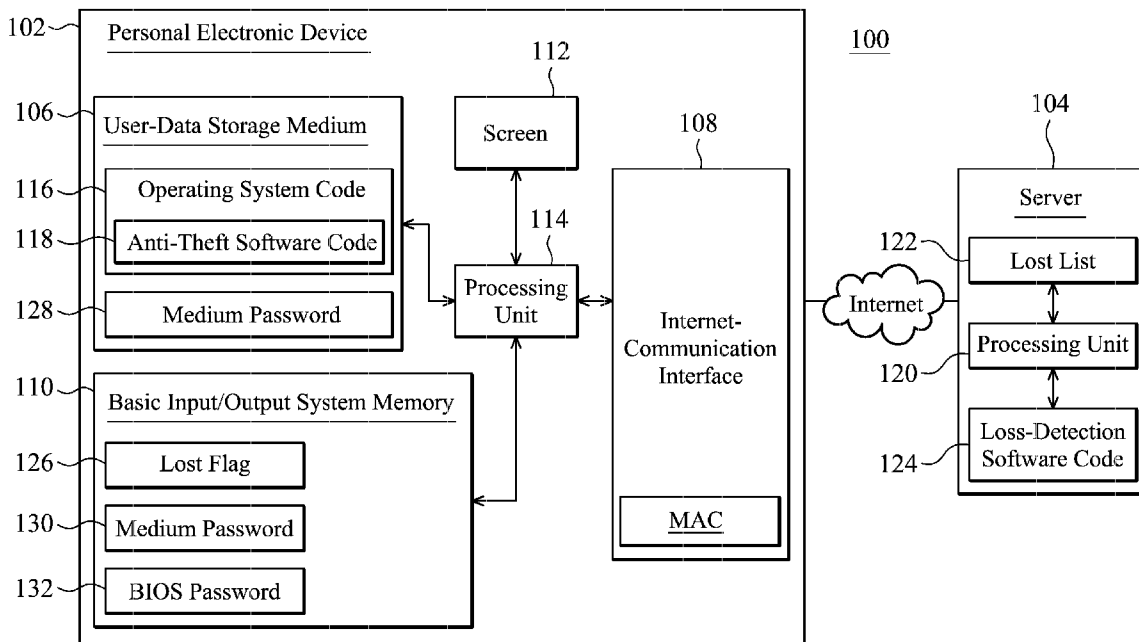 102
Personal Electronic Device
100
112
106
User-Data Storage Medium
Screen
108
104
116
Operating System Code
118
Anti-Theft Software Code
114
Server
122
Lost List
128
Medium Password
Processing
Unit
Internet-
Communication
Interface
Internet
120
Processing Unit
110
Basic Input/Output System Memory
126
Lost Flag
124
Loss-Detection
Software Code
130
Medium Password
MAC
132
BIOS Password